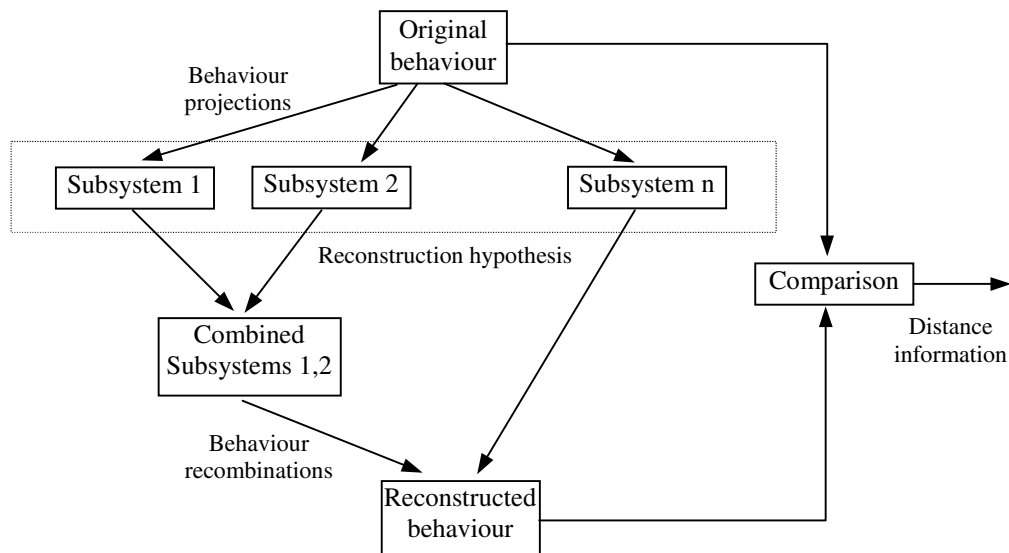 Original
behaviour
Behaviour
projections
Subsystem 1
Subsystem 2
Subsystem n
Reconstruction hypothesis
Comparison
Distance
information
Combined
Subsystems 1,2
Behaviour
recombinations
Reconstructed
behaviour